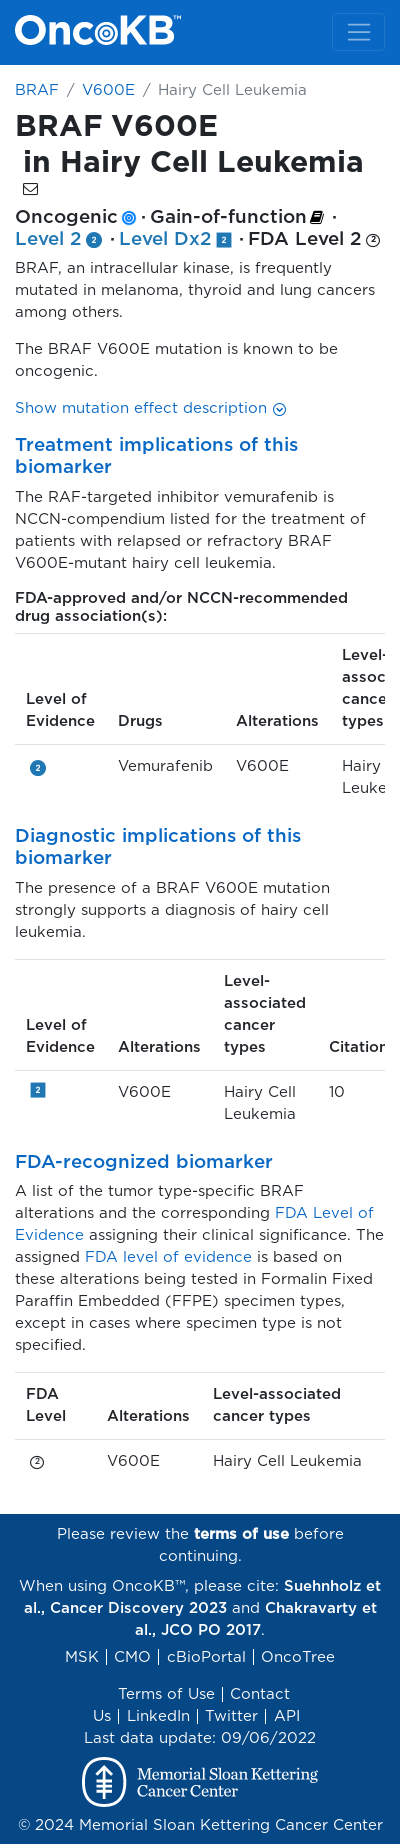 OncoKB™
BRAF / V600E / Hairy Cell Leukemia
BRAF V600E
in Hairy Cell Leukemia
Oncogenic · Gain-of-function ·
Level 2 2 · Level Dx2 2 · FDA Level 2 2
BRAF, an intracellular kinase, is frequently
mutated in melanoma, thyroid and lung cancers
among others.
The BRAF V600E mutation is known to be
oncogenic.
Show mutation effect description
Treatment implications of this
biomarker
The RAF-targeted inhibitor vemurafenib is
NCCN-compendium listed for the treatment of
patients with relapsed or refractory BRAF
V600E-mutant hairy cell leukemia.
FDA-approved and/or NCCN-recommended
drug association(s):
Level of
Evidence
Drugs
Alterations
Level-
assoc
cance
types
2
Vemurafenib
V600E
Hairy
Leuke
Diagnostic implications of this
biomarker
The presence of a BRAF V600E mutation
strongly supports a diagnosis of hairy cell
leukemia.
Level of
Evidence
Alterations
Level-
associated
cancer
types
Citation
2
V600E
Hairy Cell
Leukemia
10
FDA-recognized biomarker
A list of the tumor type-specific BRAF
alterations and the corresponding FDA Level of
Evidence assigning their clinical significance. The
assigned FDA level of evidence is based on
these alterations being tested in Formalin Fixed
Paraffin Embedded (FFPE) specimen types,
except in cases where specimen type is not
specified.
FDA
Level
Alterations
Level-associated
cancer types
2
V600E
Hairy Cell Leukemia
Please review the terms of use before
continuing.
When using OncoKB™, please cite: Suehnholz et
al., Cancer Discovery 2023 and Chakravarty et
al., JCO PO 2017.
MSK | CMO | cBioPortal | OncoTree
Terms of Use | Contact
Us | LinkedIn | Twitter | API
Last data update: 09/06/2022
Memorial Sloan Kettering
Cancer Center
© 2024 Memorial Sloan Kettering Cancer Center